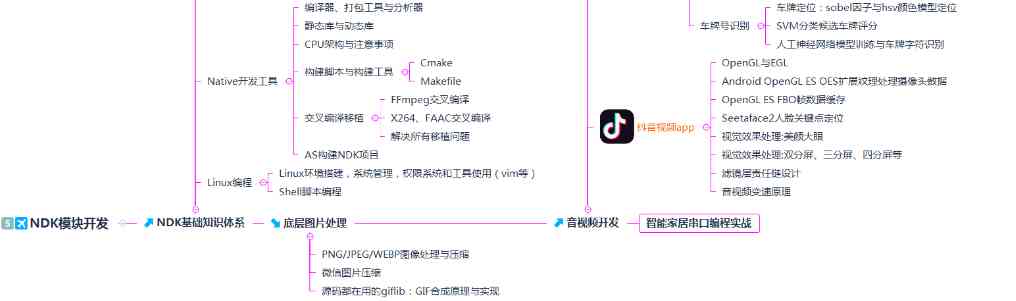 编译器、打包工具与分析器
静态库与动态库
CPU架构与注意事项
Native开发工具
构建脚本与构建工具
Cmake
Makefile
交叉编译移植
FFmpeg交叉编译
X264、FAAC交叉编译
解决所有移植问题
AS构建NDK项目
Linux编程
Linux环境搭建，系统管理，权限系统和工具使用（vim等）
Shell脚本编程
车牌号识别
车牌定位：sobel因子与hsv颜色模型定位
SVM分类候选车牌评分
人工神经网络模型训练与车牌字符识别
抖音视频app
OpenGL与EGL
Android OpenGL ES OES扩展纹理处理摄像头数据
OpenGL ES FBO帧数据缓存
Seetaface2人脸关键点定位
视觉效果处理:美颜大眼
视觉效果处理:双分屏、三分屏、四分屏等
滤镜层责任链设计
音视频变速原理
5 NDK模块开发
NDK基础知识体系
底层图片处理
音视频开发
智能家居串口编程实战
PNG/JPEG/WEBP图像处理与压缩
微信图片压缩
源码都在用的giflib：GIF合成原理与实现